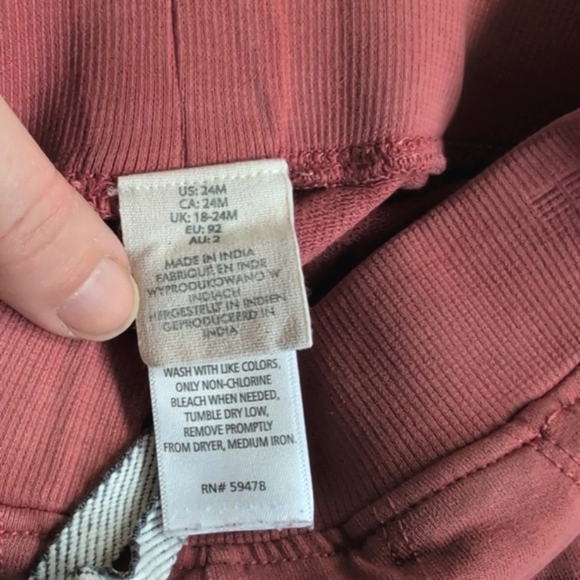 US: 24M
CA: 24M
UK: 18-24M
EU: 92
AU: 2
MADE IN INDIA
FABRIQUE EN INDE
WYPRODUKOWANO W
INDIACH
HERGESTELLT IN INDIEN
GEPRODUCEERD IN
INDIA
WASH WITH LIKE COLORS,
ONLY NON-CHLORINE
BLEACH WHEN NEEDED,
TUMBLE DRY LOW,
REMOVE PROMPTLY
FROM DRYER, MEDIUM IRON.
RN# 59478